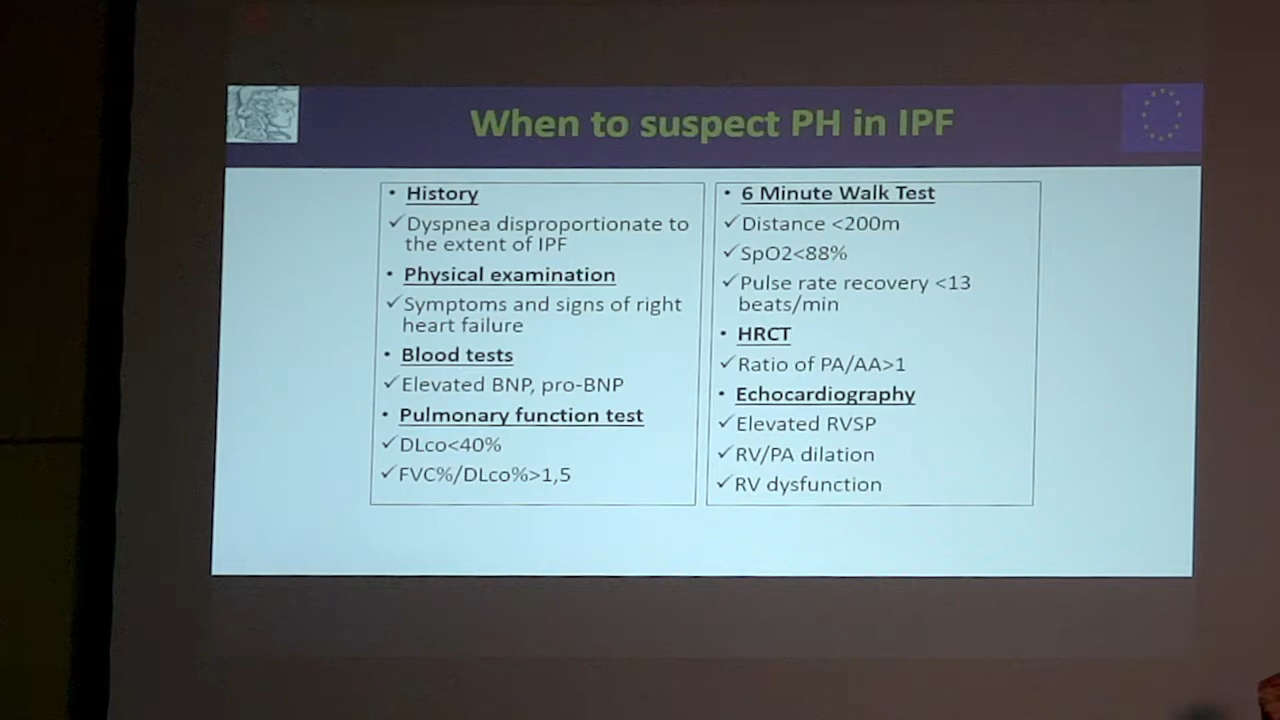 When to suspect PH in IPF
• History
✓Dyspnea disproportionate to
the extent of IPF
• Physical examination
✓Symptoms and signs of right
heart failure
• Blood tests
✓Elevated BNP, pro-BNP
• Pulmonary function test
✓DLco<40%
✓FVC%/DLco%>1,5
• 6 Minute Walk Test
✓Distance <200m
✓SpO2<88%
✓Pulse rate recovery <13
beats/min
• HRCT
✓Ratio of PA/AA>1
• Echocardiography
✓Elevated RVSP
✓RV/PA dilation
✓RV dysfunction